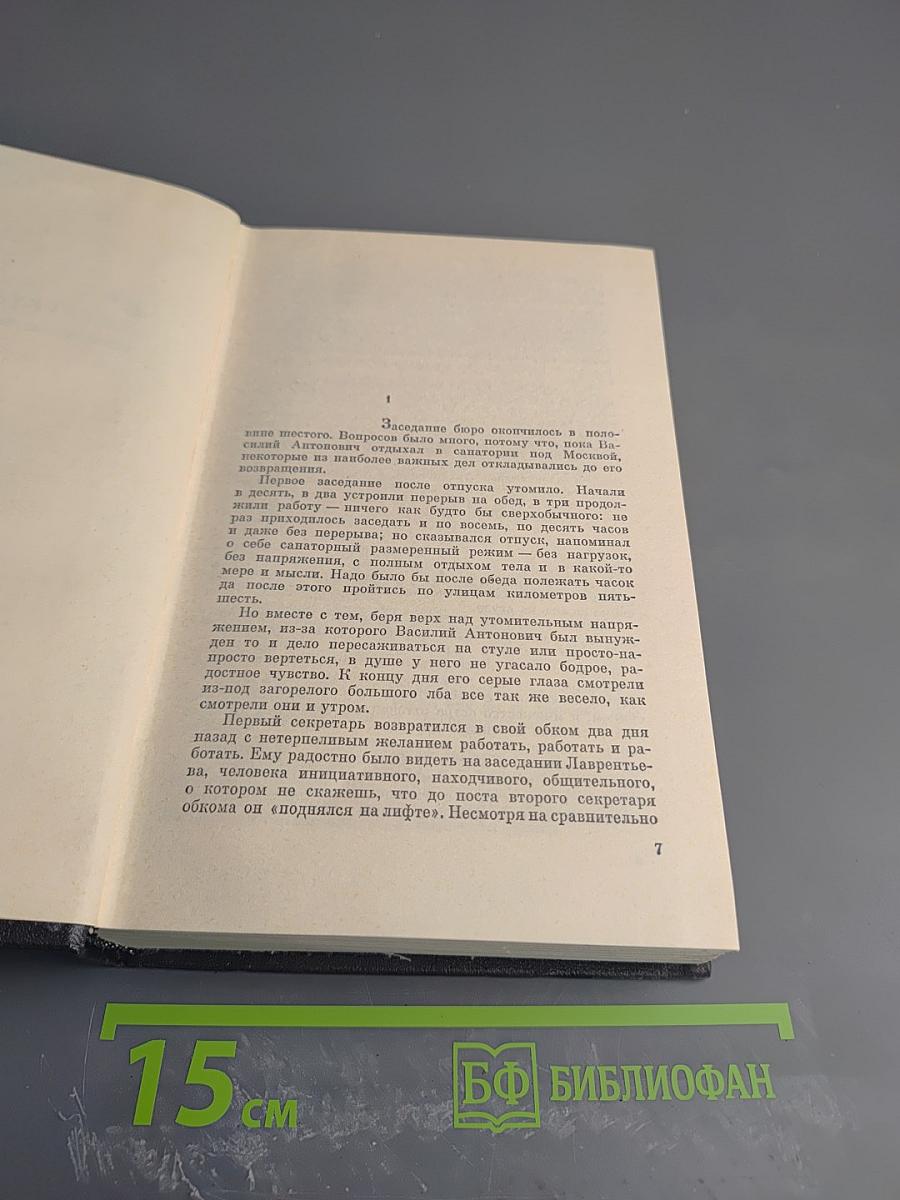 1
Заседание бюро окончилось в поло-
вине шестого. Вопросов было много, потому что, пока Ва-
силий Антонович отдыхал в санатории под Москвой,
некоторые из наиболее важных дел откладывались до его
возвращения.
Первое заседание после отпуска утомило. Начали
в десять, в два устроили перерыв на обед, в три продол-
жили работу — ничего как будто бы сверхобычного: не
раз приходилось заседать и по восемь, по десять часов
и даже без перерыва; но сказывался отпуск, напоминал
о себе санаторный размеренный режим — без нагрузок,
без напряжения, с полным отдыхом тела и в какой-то
мере и мысли. Надо было бы после обеда полежать часок
да после этого пройтись по улицам километров пять-
шесть.
Но вместе с тем, беря верх над утомительным напря-
жением, из-за которого Василий Антонович был вынуж-
ден то и дело пересаживаться на стуле или просто-на-
просто вертеться, в душе у него не угасало бодрое, ра-
достное чувство. К концу дня его серые глаза смотрели
из-под загорелого большого лба все так же весело, как
смотрели они и утром.
Первый секретарь возвратился в свой обком два дня
назад с нетерпеливым желанием работать, работать и ра-
ботать. Ему радостно было видеть на заседании Лаврентье-
ва, человека инициативного, находчивого, общительного,
о котором не скажешь, что до поста второго секретаря
обкома он «поднялся на лифте». Несмотря на сравнительно
7
15 см
БФ БИБЛИОФАН